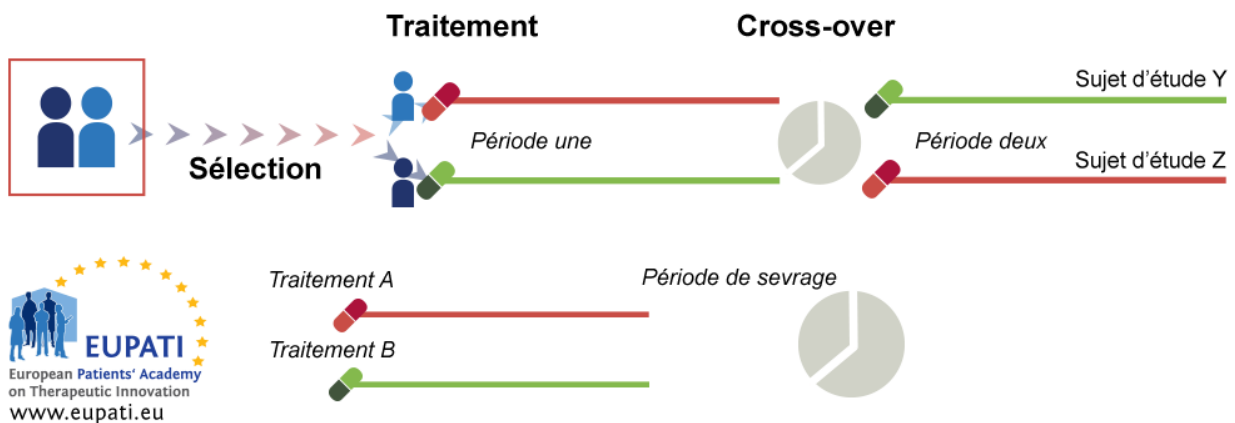 Traitement
Cross-over
Sujet d’étude Y
Période une
Période deux
Sélection
Sujet d’étude Z
Traitement A
Période de sevrage
Traitement B
EUPATI
European Patients‘ Academy
on Therapeutic Innovation
www.eupati.eu